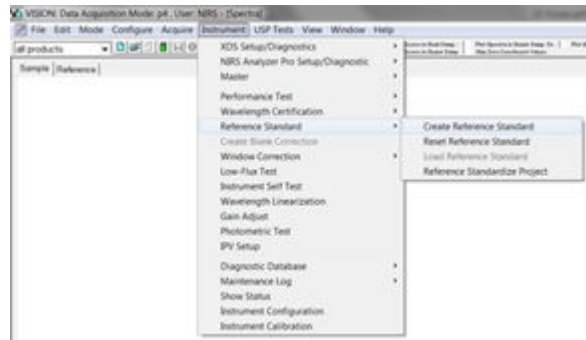 VISION: Data Acquisition Mode: p4, User: NIRS - [Spectra]
File Edit Mode Configure Acquire Instrument USP Tests View Window Help
all products
Sample Reference
XDS Setup/Diagnostics
NIRS Analyzer Pro Setup/Diagnostic
Master
Performance Test
Wavelength Certification
Reference Standard
Create Blank Correction
Window Correction
Low-Flux Test
Instrument Self Test
Wavelength Linearization
Gain Adjust
Photometric Test
IPV Setup
Diagnostic Database
Maintenance Log
Show Status
Instrument Configuration
Instrument Calibration
Create Reference Standard
Reset Reference Standard
Load Reference Standard
Reference Standardize Project